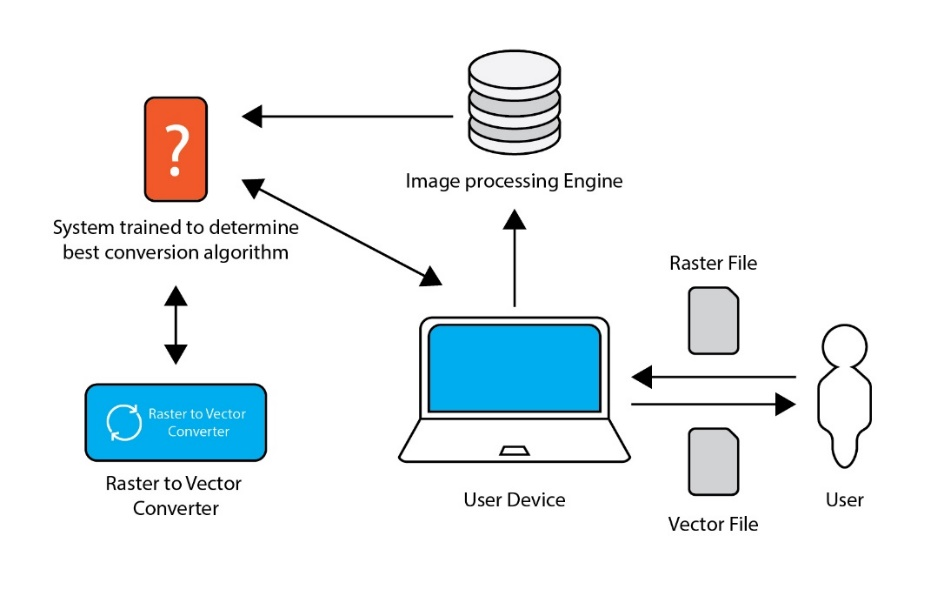 ?
Image processing Engine
System trained to determine
best conversion algorithm
Raster File
Raster to Vector
Converter
Raster to Vector
Converter
User Device
User
Vector File